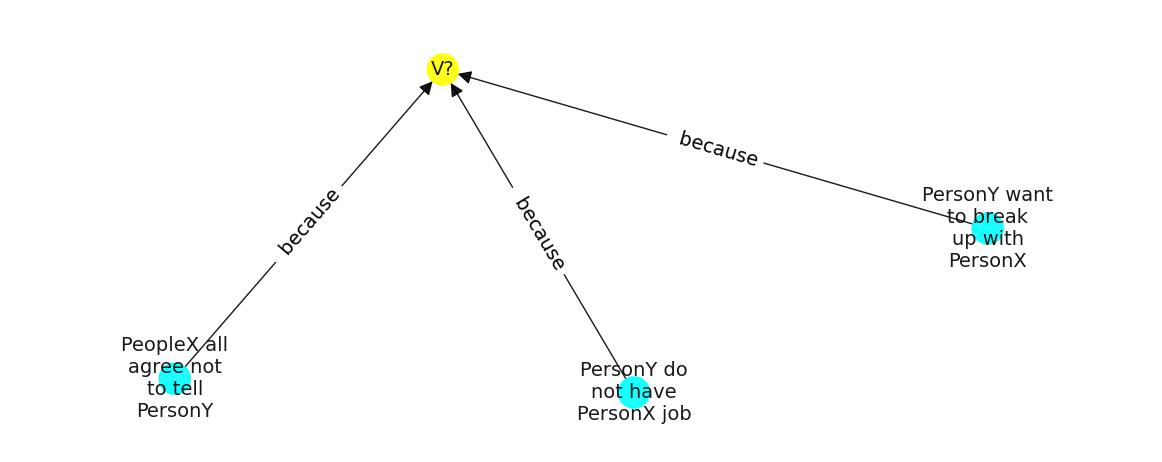 V?
because
PersonY want
to break
up with
PersonX
because
because
PeopleX all
agree not
to tell
PersonY
PersonY do
not have
PersonX job